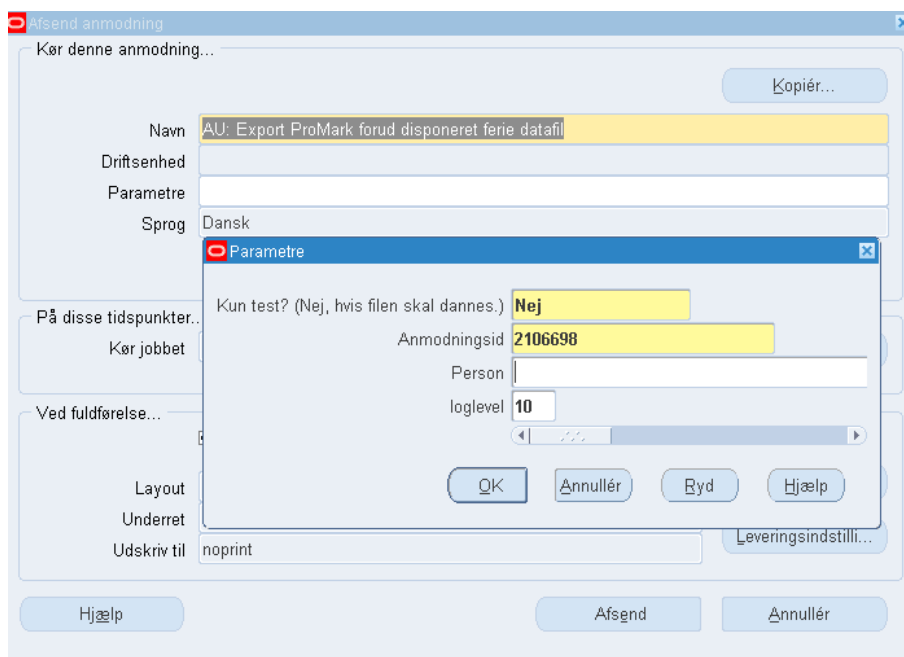 Afsend anmodning
Kør denne anmodning...
Kopiér...
Navn AU: Export ProMark forud disponeret ferie datafil
Driftsenhed
Parametre
Sprog Dansk
Parametre
Kun test? (Nej, hvis filen skal dannes.) Nej
På disse tidspunkter..
Anmodningsid 2106698
Kør jobbet
Person
loglevel 10
Ved fuldførelse...
OK Annullér Ryd Hjælp
Layout
Underret
Leveringsindstilli...
Udskriv til noprint
Hjælp Afsend Annullér